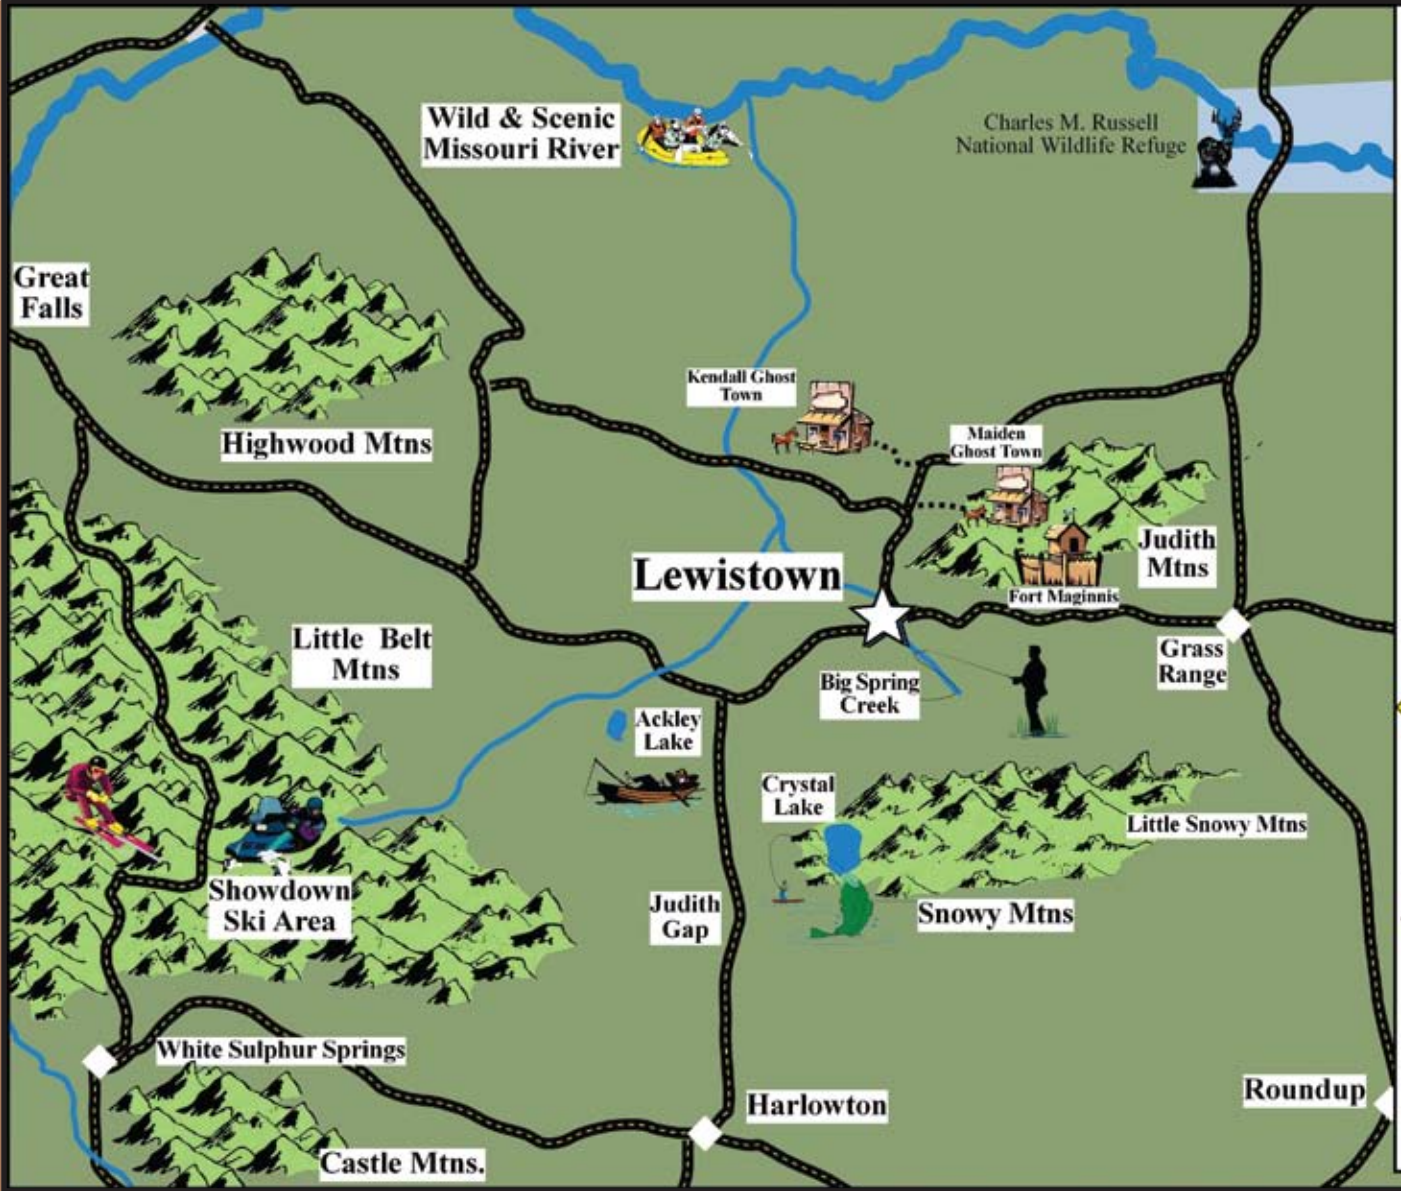 Wild & Scenic
Missouri River
Charles M. Russell
National Wildlife Refuge
Great
Falls
Highwood Mtns
Kendall Ghost
Town
Maiden
Ghost Town
Judith
Mtns
Lewistown
Fort Maginnis
Little Belt
Mtns
Grass
Range
Big Spring
Creek
Ackley
Lake
Crystal
Lake
Little Snowy Mtns
Showdown
Ski Area
Judith
Gap
Snowy Mtns
White Sulphur Springs
Harlowton
Roundup
Castle Mtns.